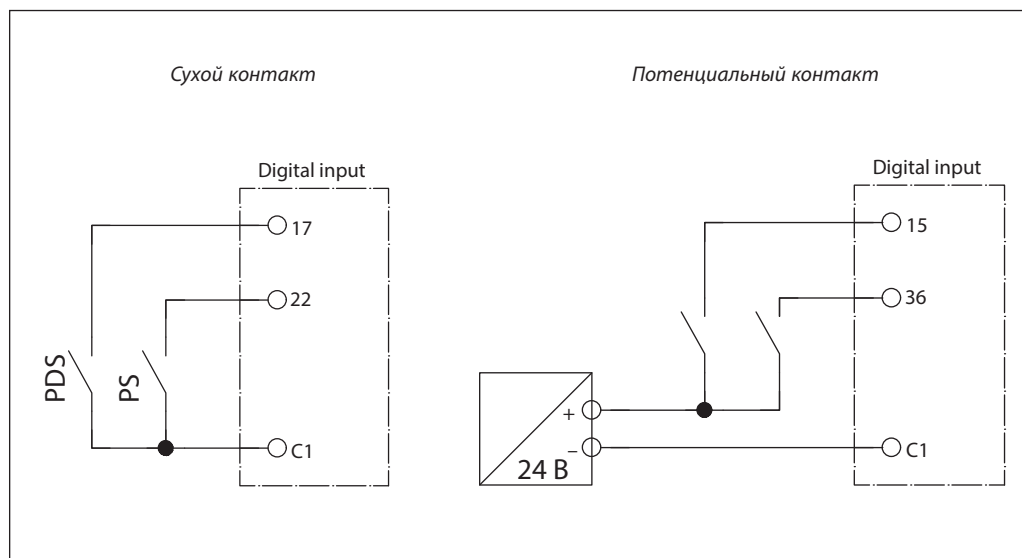 Сухой контакт
Потенциальный контакт
Digital input
17
22
C1
PDS
PS
Digital input
15
36
C1
+
–
24 В